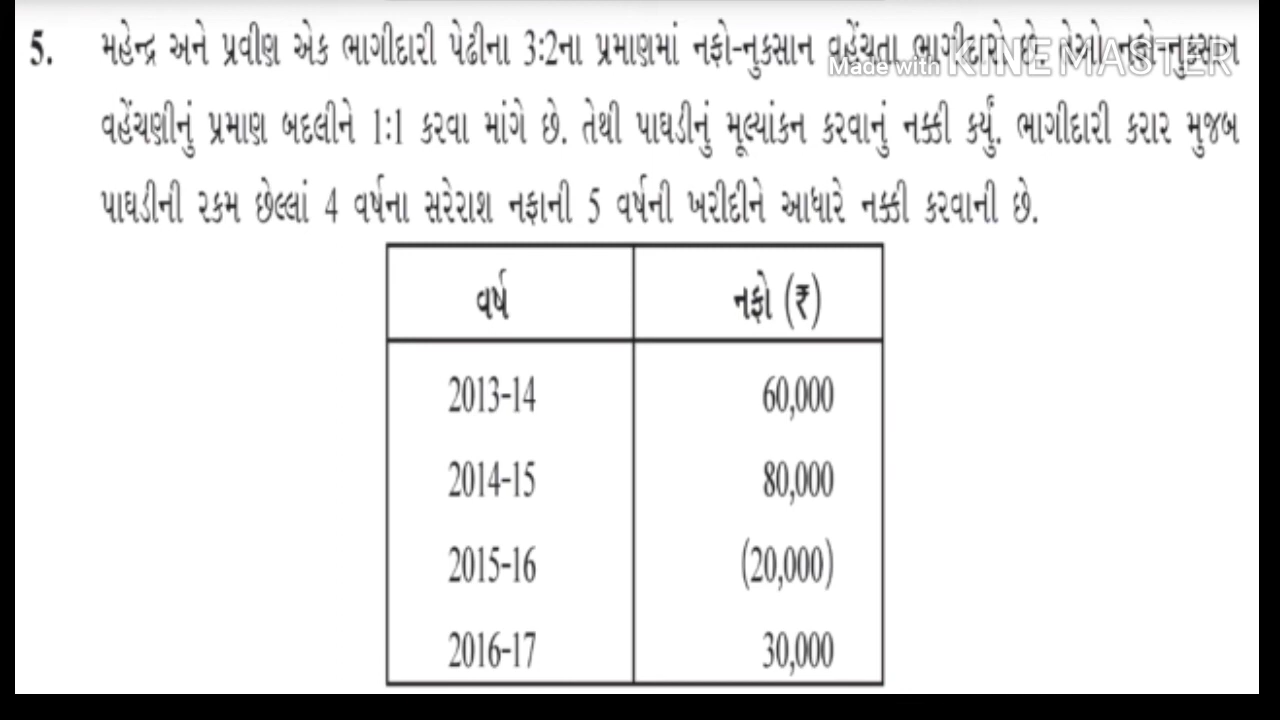 5. મહેન્દ્ર અને પ્રવીણ એક ભાગીદારી પેઢીના 3:2ના પ્રમાણમાં નફો-નુકસાન વહેંચતા ભાગીદારો છે. તેઓ નફો-નુકસાન
Made with KINEMASTER
વહેંચણીનું પ્રમાણ બદલીને 1:1 કરવા માંગે છે. તેથી પાઘડીનું મૂલ્યાંકન કરવાનું નક્કી કર્યું. ભાગીદારી કરાર મુજબ
પાઘડીની રકમ છેલ્લાં 4 વર્ષના સરેરાશ નફાની 5 વર્ષની ખરીદીને આધારે નક્કી કરવાની છે.
વર્ષ નફો (₹)
2013-14 60,000
2014-15 80,000
2015-16 (20,000)
2016-17 30,000